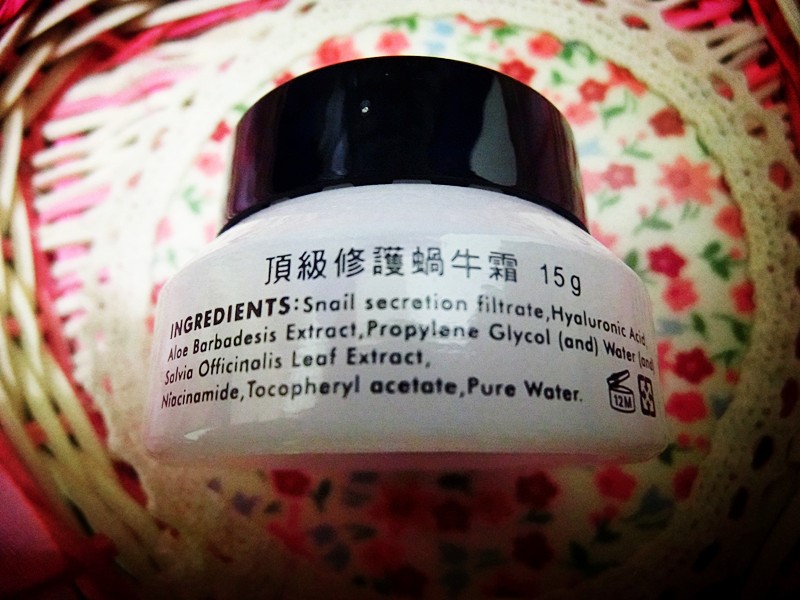 頂級修護蝸牛霜 15g
INGREDIENTS:Snail secretion filtrate,Hyaluronic Acid,
Aloe Barbadesis Extract,Propylene Glycol (and) Water (and)
Salvia Officinalis Leaf Extract,
Niacinamide,Tocopheryl acetate,Pure Water.
12M